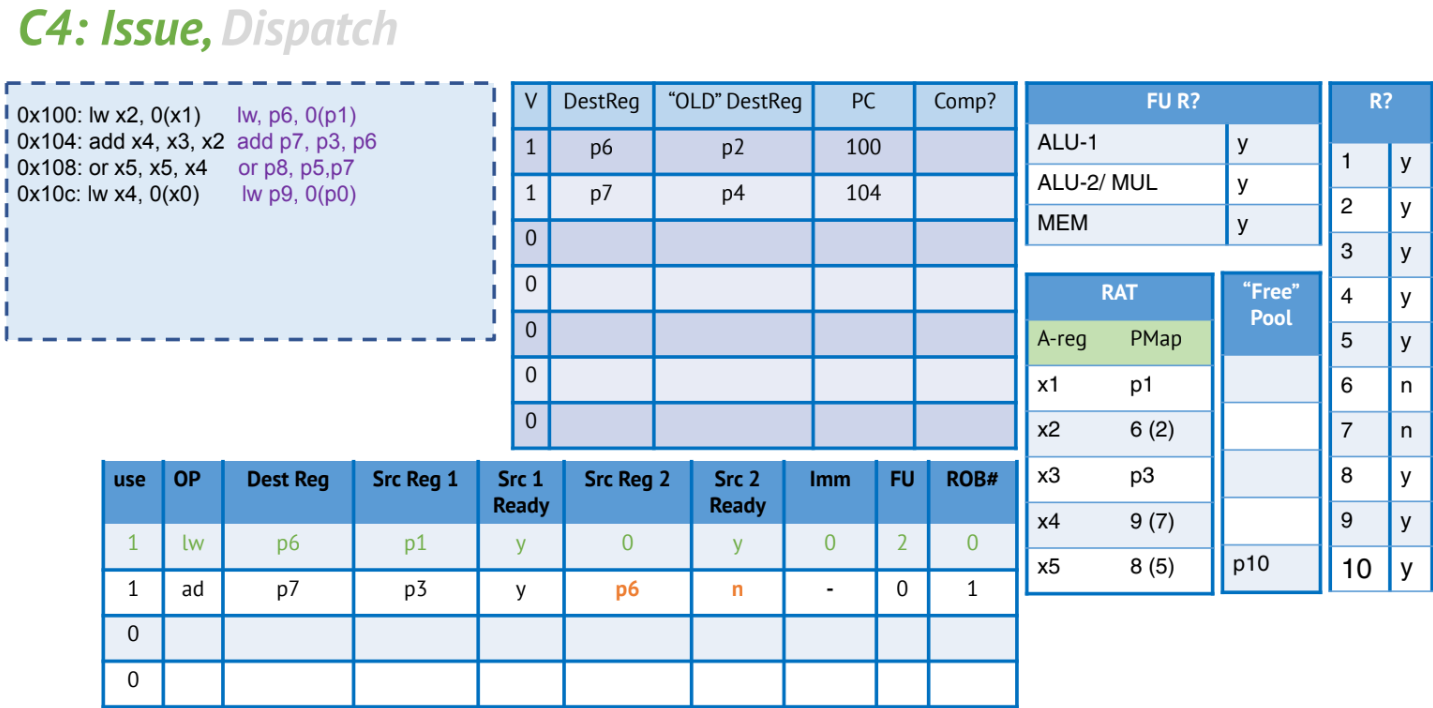 C4: Issue, Dispatch
0x100: lw x2, 0(x1) lw, p6, 0(p1)
0x104: add x4, x3, x2 add p7, p3, p6
0x108: or x5, x5, x4 or p8, p5,p7
0x10c: lw x4, 0(x0) lw p9, 0(p0)
V DestReg “OLD” DestReg PC Comp?
1 p6 p2 100
1 p7 p4 104
0
0
0
0
0
FU R?
ALU-1 y
ALU-2/ MUL y
MEM y
RAT
A-reg PMap
x1 p1
x2 6 (2)
x3 p3
x4 9 (7)
x5 8 (5)
“Free”
Pool
p10
R?
1 y
2 y
3 y
4 y
5 y
6 n
7 n
8 y
9 y
10 y
use OP Dest Reg Src Reg 1 Src 1 Ready Src Reg 2 Src 2 Ready Imm FU ROB#
1 lw p6 p1 y 0 y 0 2 0
1 ad p7 p3 y p6 n - 0 1
0
0